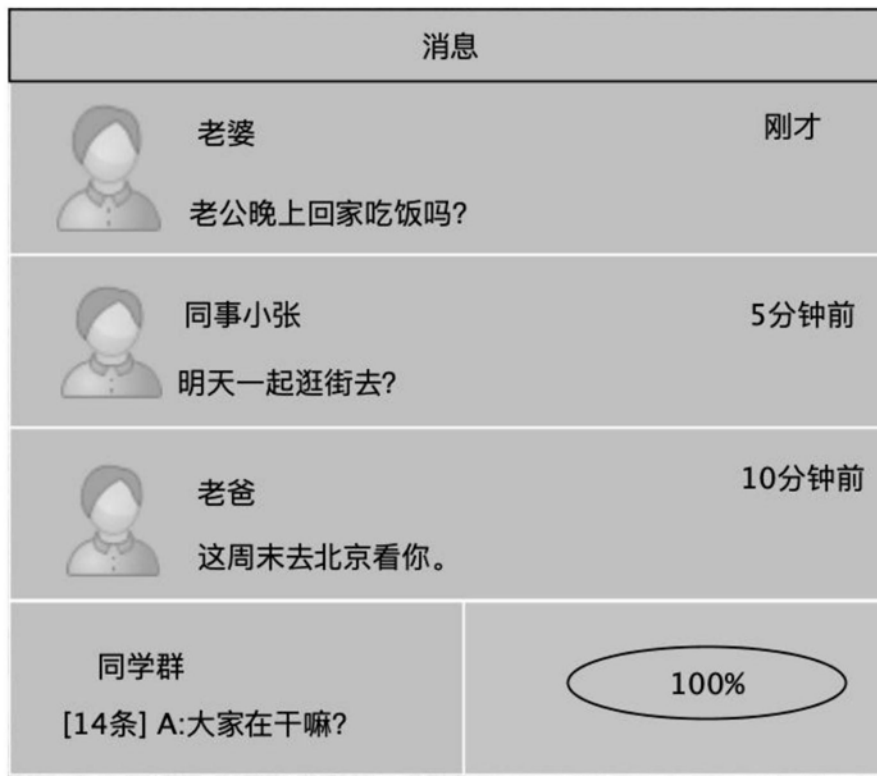 消息
老婆
刚才
老公晚上回家吃饭吗?
同事小张
5分钟前
明天一起逛街去?
老爸
10分钟前
这周末去北京看你。
同学群
[14条] A:大家在干嘛?
100%